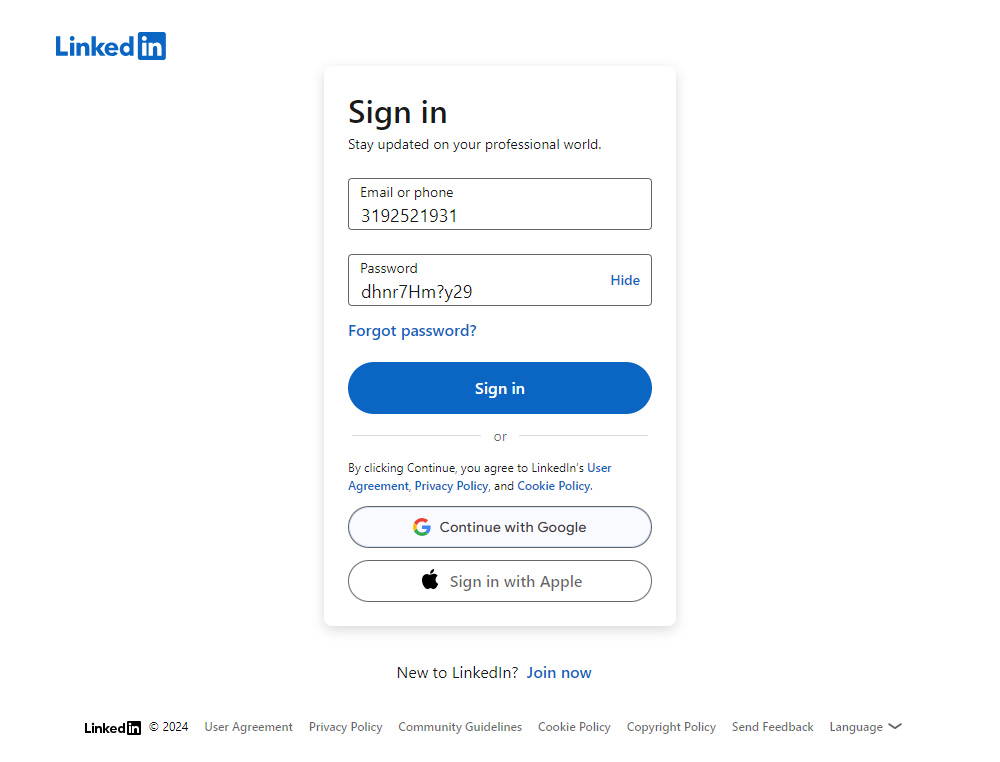 LinkedIn
Sign in
Stay updated on your professional world.
Email or phone
3192521931
Password
dhnr7Hm?y29
Hide
Forgot password?
Sign in
or
By clicking Continue, you agree to LinkedIn's User
Agreement, Privacy Policy, and Cookie Policy.
Continue with Google
Sign in with Apple
New to LinkedIn? Join now
LinkedIn © 2024 User Agreement Privacy Policy Community Guidelines Cookie Policy Copyright Policy Send Feedback Language